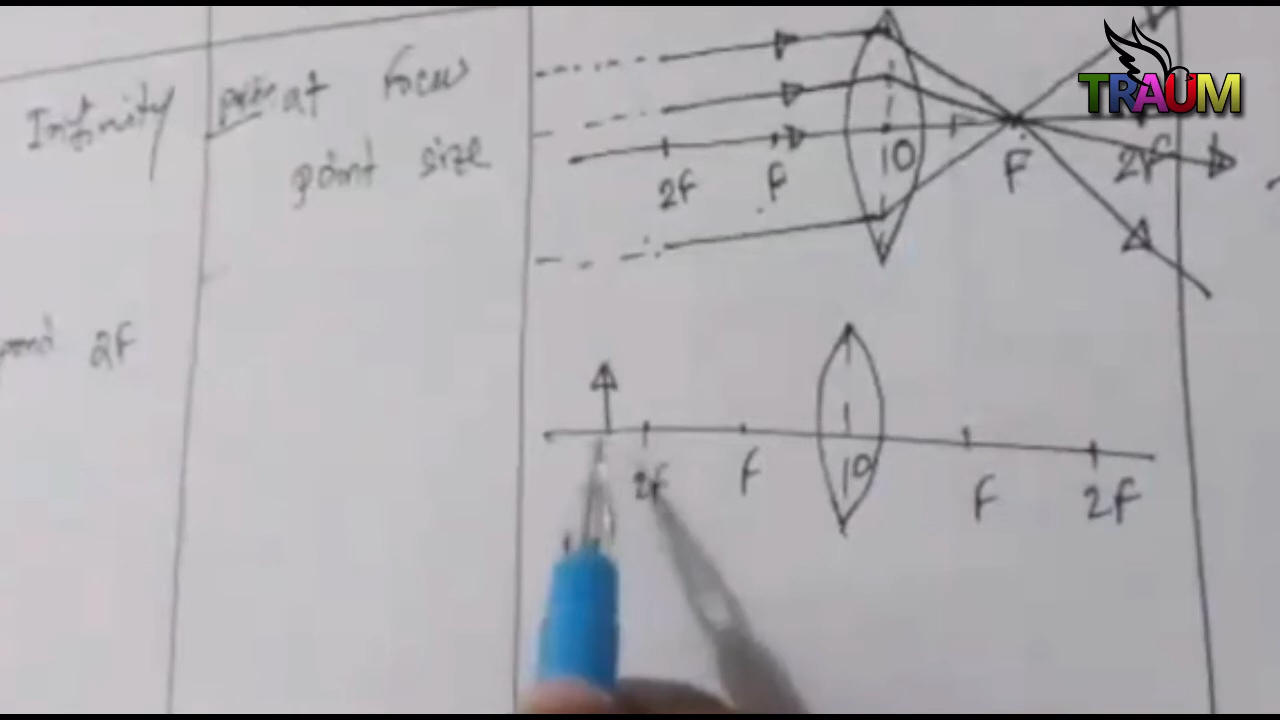 TRAUM
Infinity
at Focus
point size
2F F 10 F 2F
2F
2F F 10 F 2F